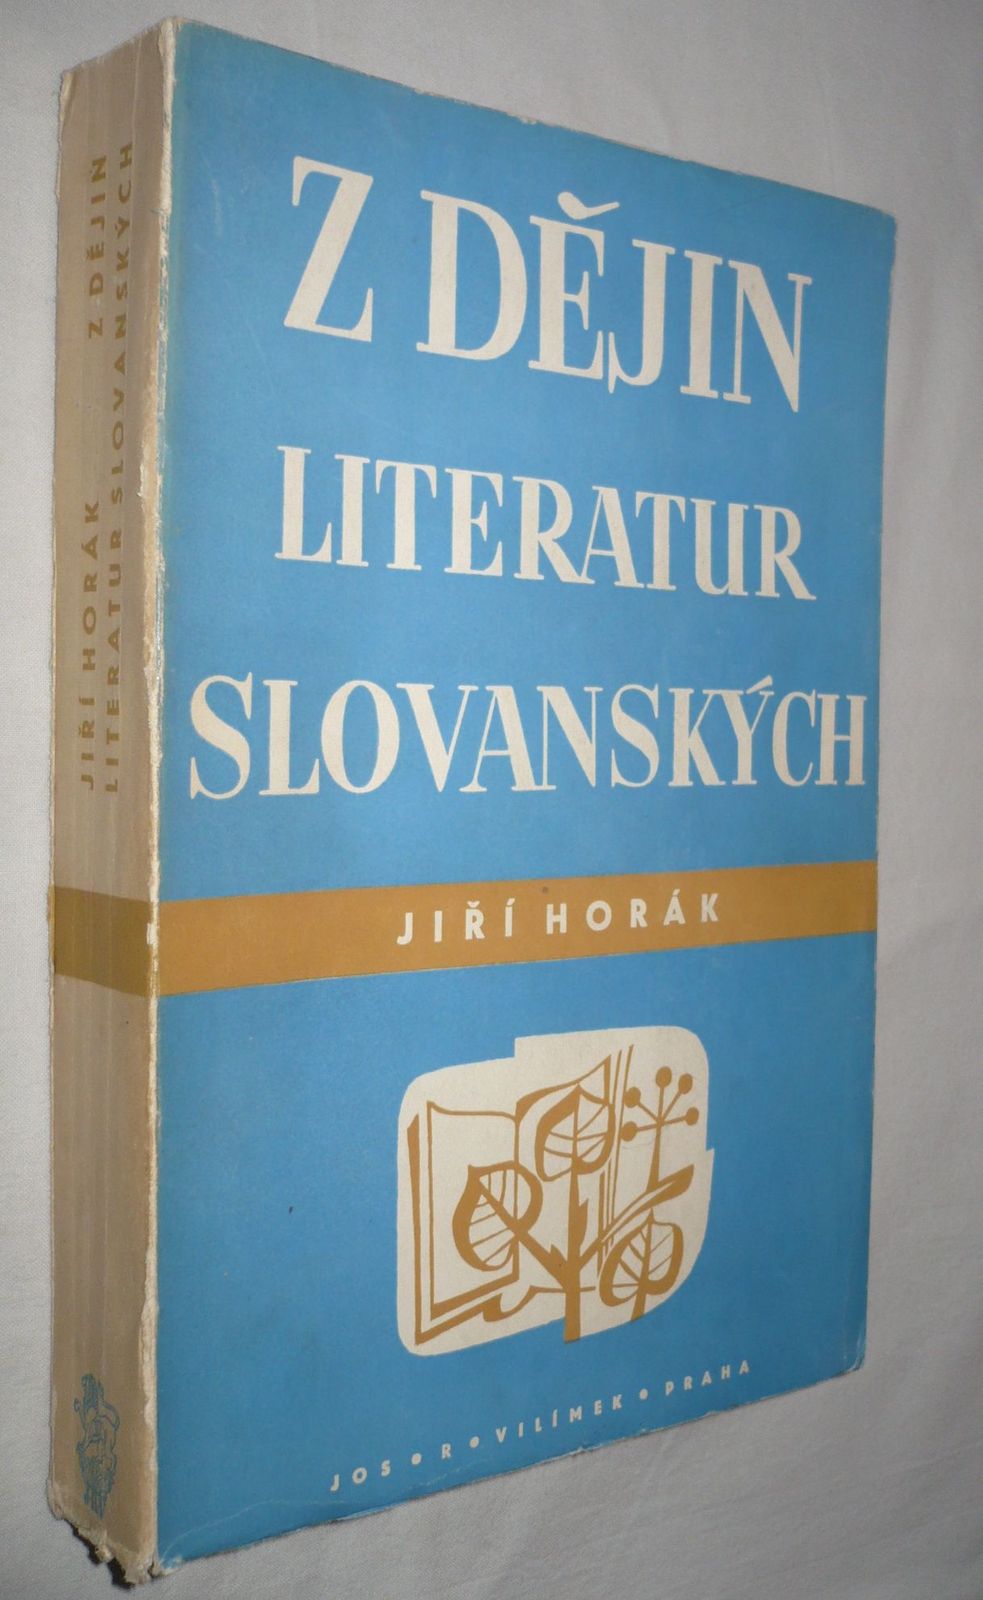 Z DĚJIN
LITERATUR
SLOVANSKÝCH
JIŘÍ HORÁK
JOS • R • VILÍMEK • PRAHA
JIŘÍ HORÁK Z DĚJIN
LITERATUR SLOVANSKÝCH